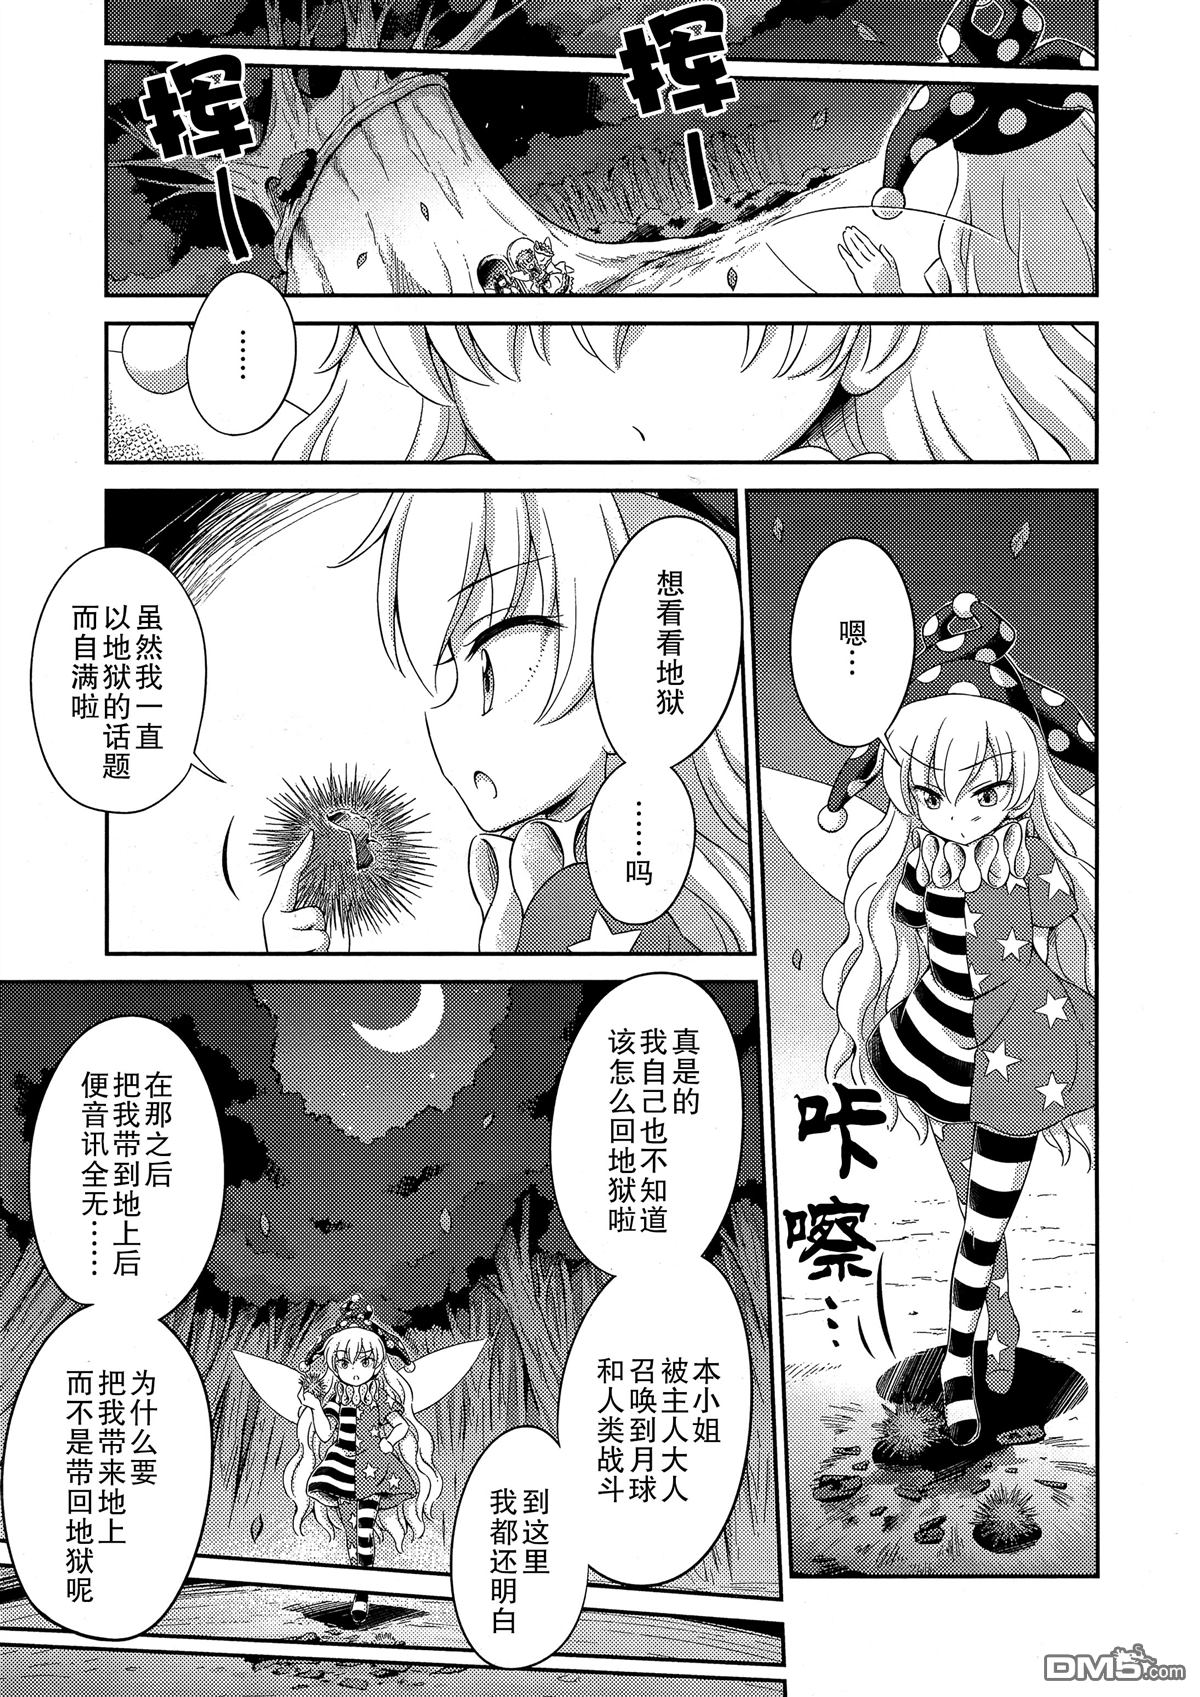 挥—
挥—
……
嗯…
咔嚓…
想看看地狱
……吗
虽然我一直
以地狱的话题
而自满啦
真是的
我自己也不知道
该怎么回地狱啦
本小姐
被主人大人
召唤到月球
和人类战斗
到这里
我都还明白
在那之后
把我带到地上后
便音讯全无……
为什么要
把我带来地上
而不是带回地狱呢
DM5.com